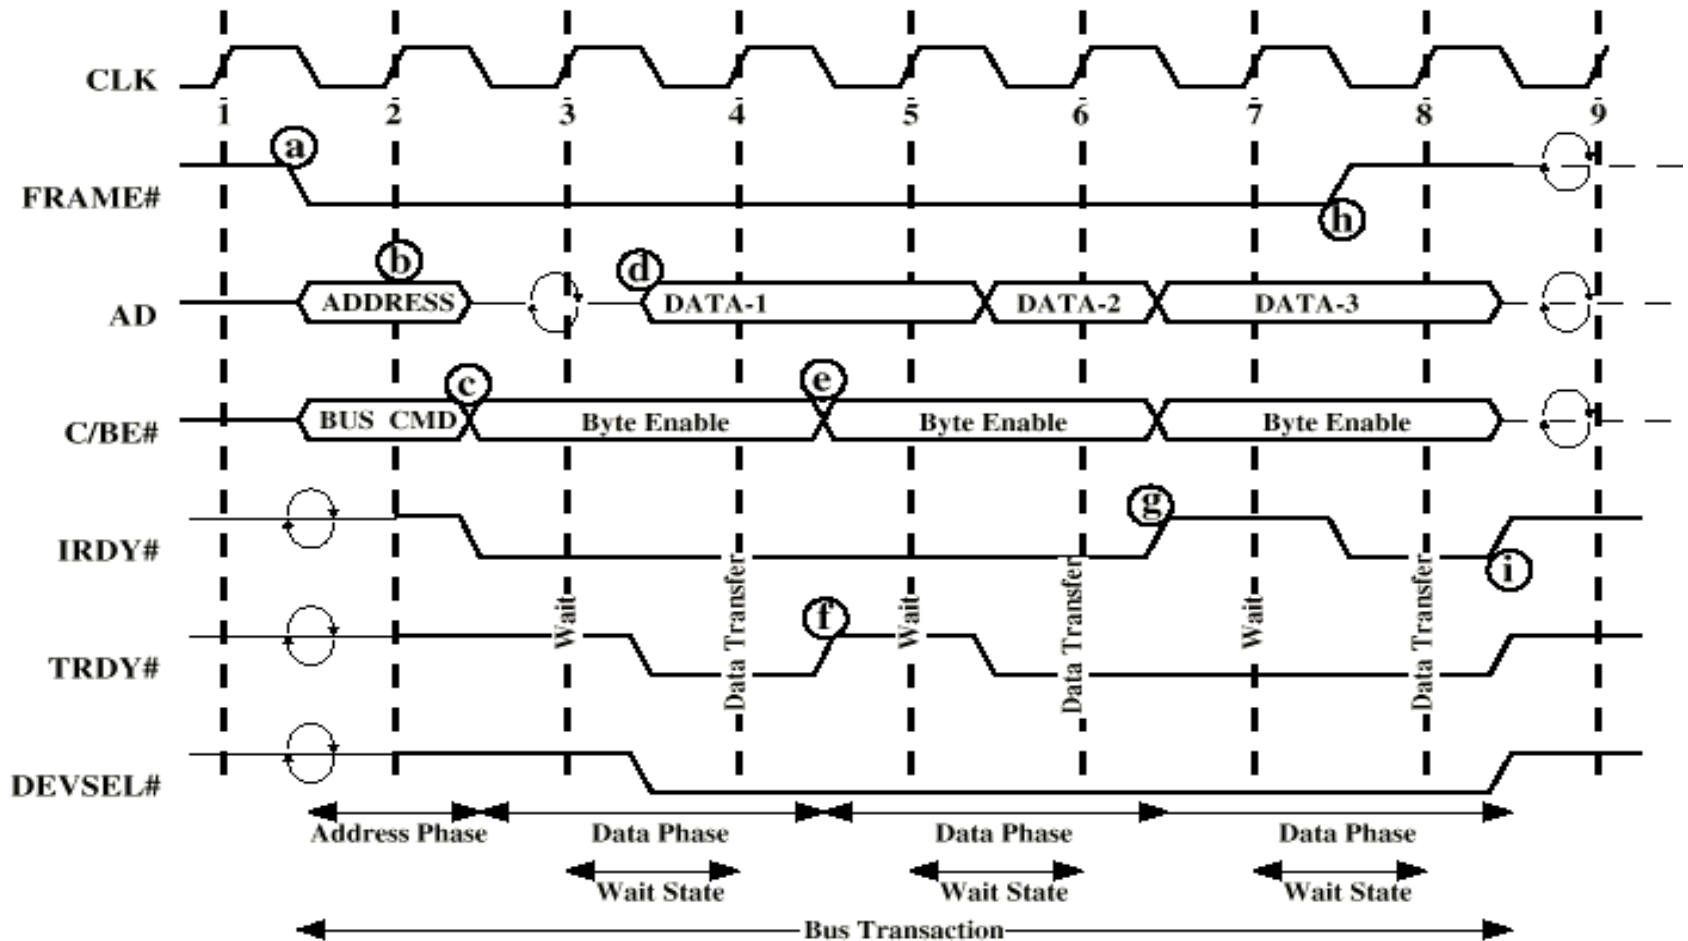 CLK
1 2 3 4 5 6 7 8 9
a
FRAME#
h
b
d
ADDRESS DATA-1 DATA-2 DATA-3
AD
c e
BUS CMD Byte Enable Byte Enable Byte Enable
C/BE#
g
IRDY#
i
Wait Data Transfer Wait Data Transfer Wait Data Transfer
f
TRDY#
DEVSEL#
Address Phase Data Phase Data Phase Data Phase
Wait State Wait State Wait State
Bus Transaction